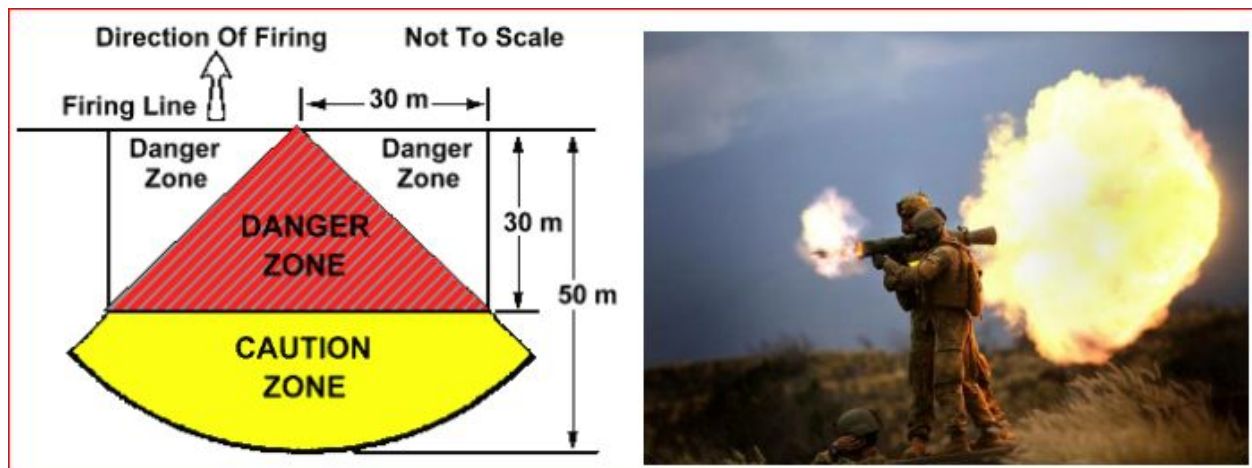 Direction Of Firing
Not To Scale
Firing Line
30 m
Danger
Zone
Danger
Zone
DANGER
ZONE
30 m
50 m
CAUTION
ZONE